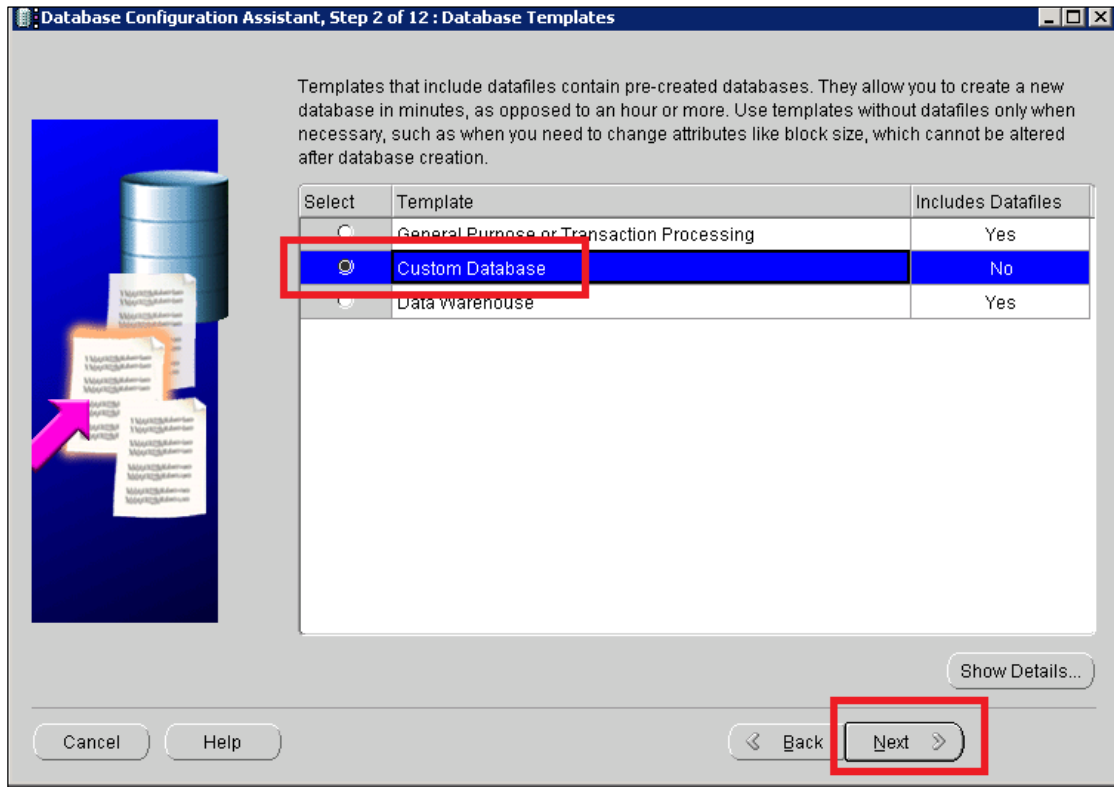 Database Configuration Assistant, Step 2 of 12 : Database Templates
Templates that include datafiles contain pre-created databases. They allow you to create a new
database in minutes, as opposed to an hour or more. Use templates without datafiles only when
necessary, such as when you need to change attributes like block size, which cannot be altered
after database creation.
Select Template Includes Datafiles
General Purpose or Transaction Processing Yes
Custom Database No
Data Warehouse Yes
Show Details...
Cancel Help Back Next